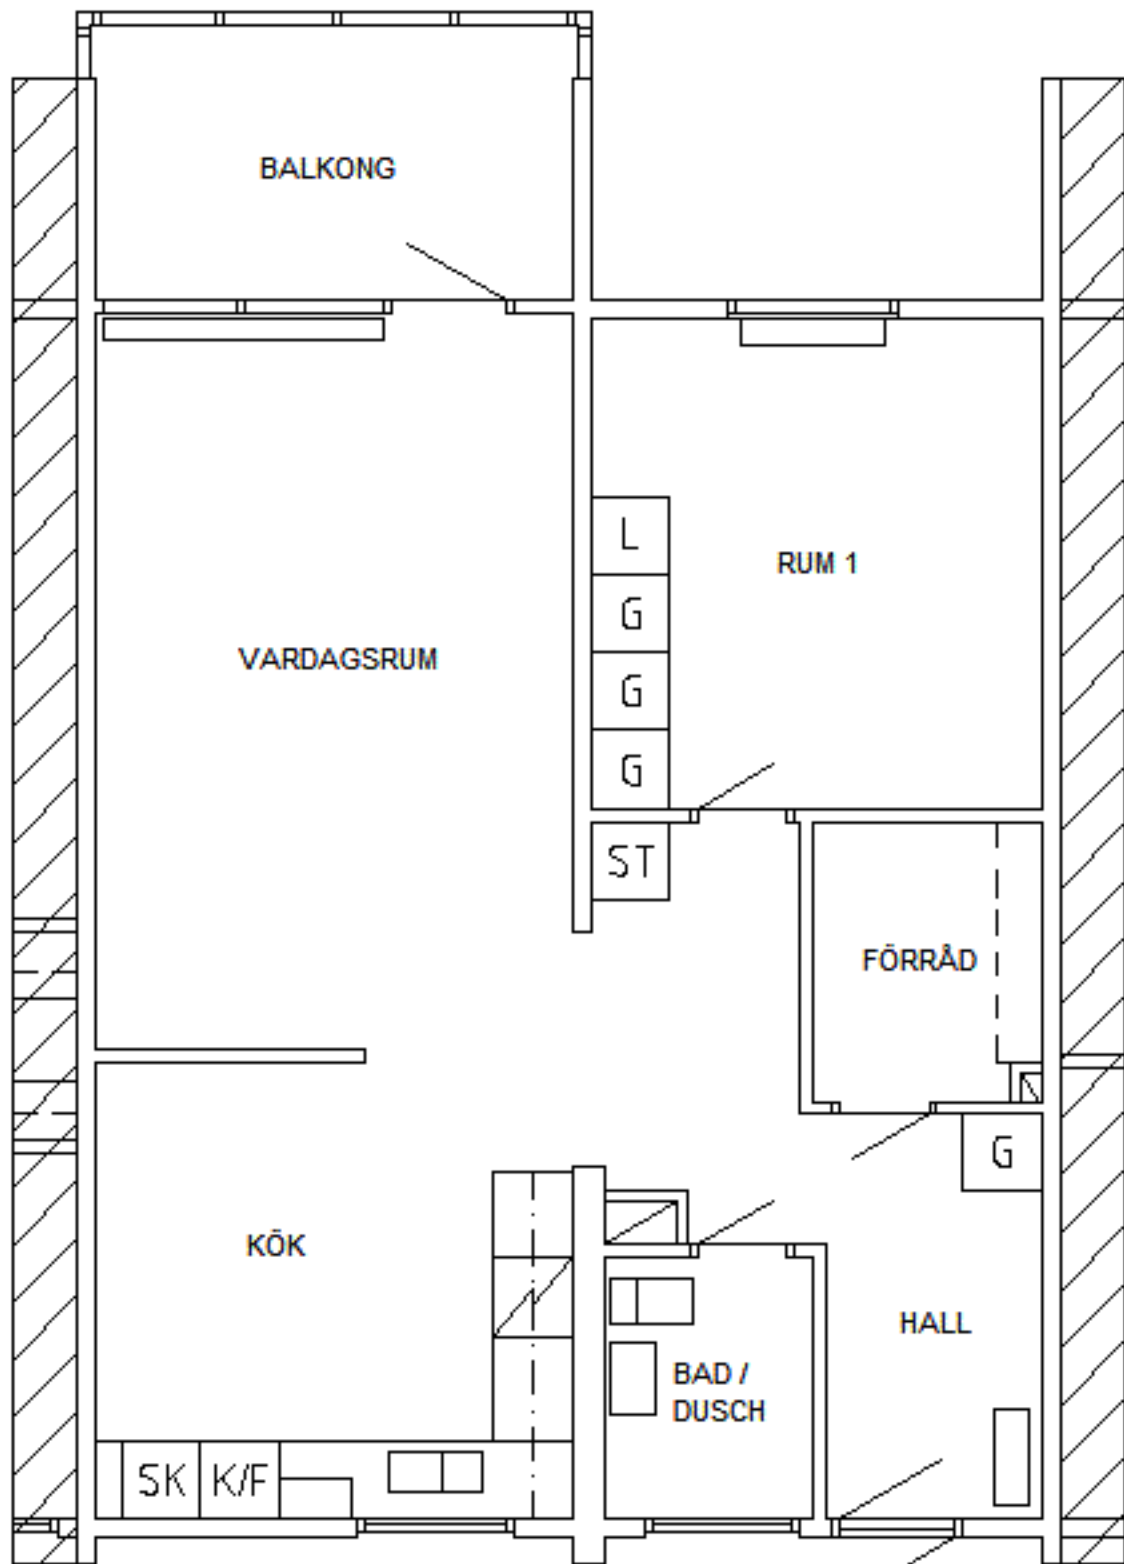 BALKONG
L
RUM 1
G
VARDAGSRUM
G
G
ST
FÖRRÅD
G
KÖK
HALL
BAD /
DUSCH
SK
K/F